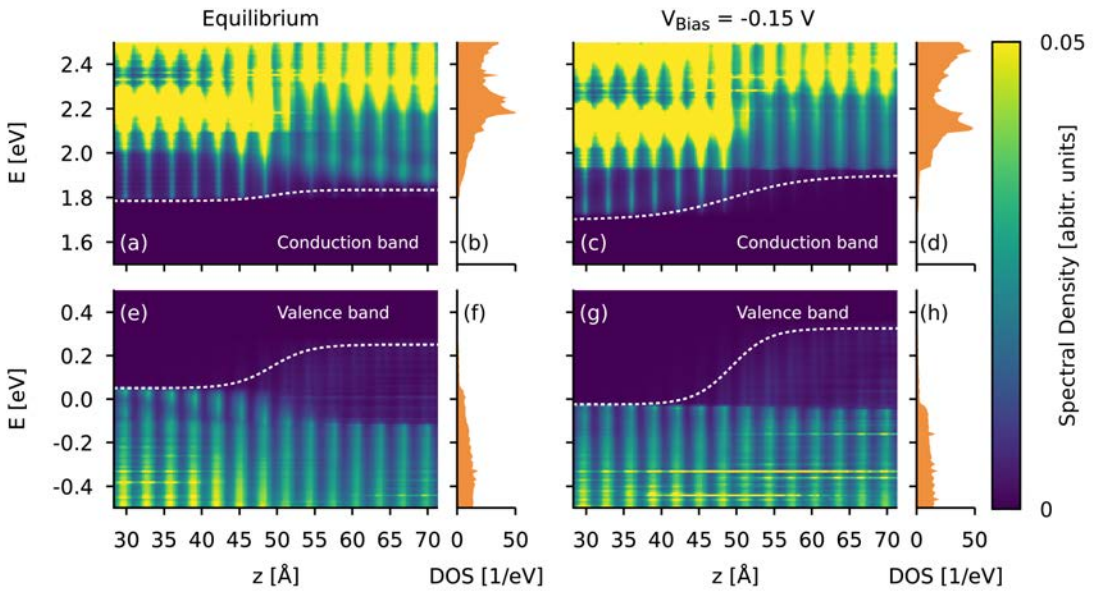 Equilibrium
V_Bias = -0.15 V
E [eV]
2.4
2.2
2.0
1.8
1.6
(a)
Conduction band
(b)
(c)
Conduction band
(d)
0.05
Spectral Density [abitr. units]
0
E [eV]
0.4
0.2
0.0
-0.2
-0.4
(e)
Valence band
(f)
(g)
Valence band
(h)
30 35 40 45 50 55 60 65 70
0 50
30 35 40 45 50 55 60 65 70
0 50
z [Å]
DOS [1/eV]
z [Å]
DOS [1/eV]